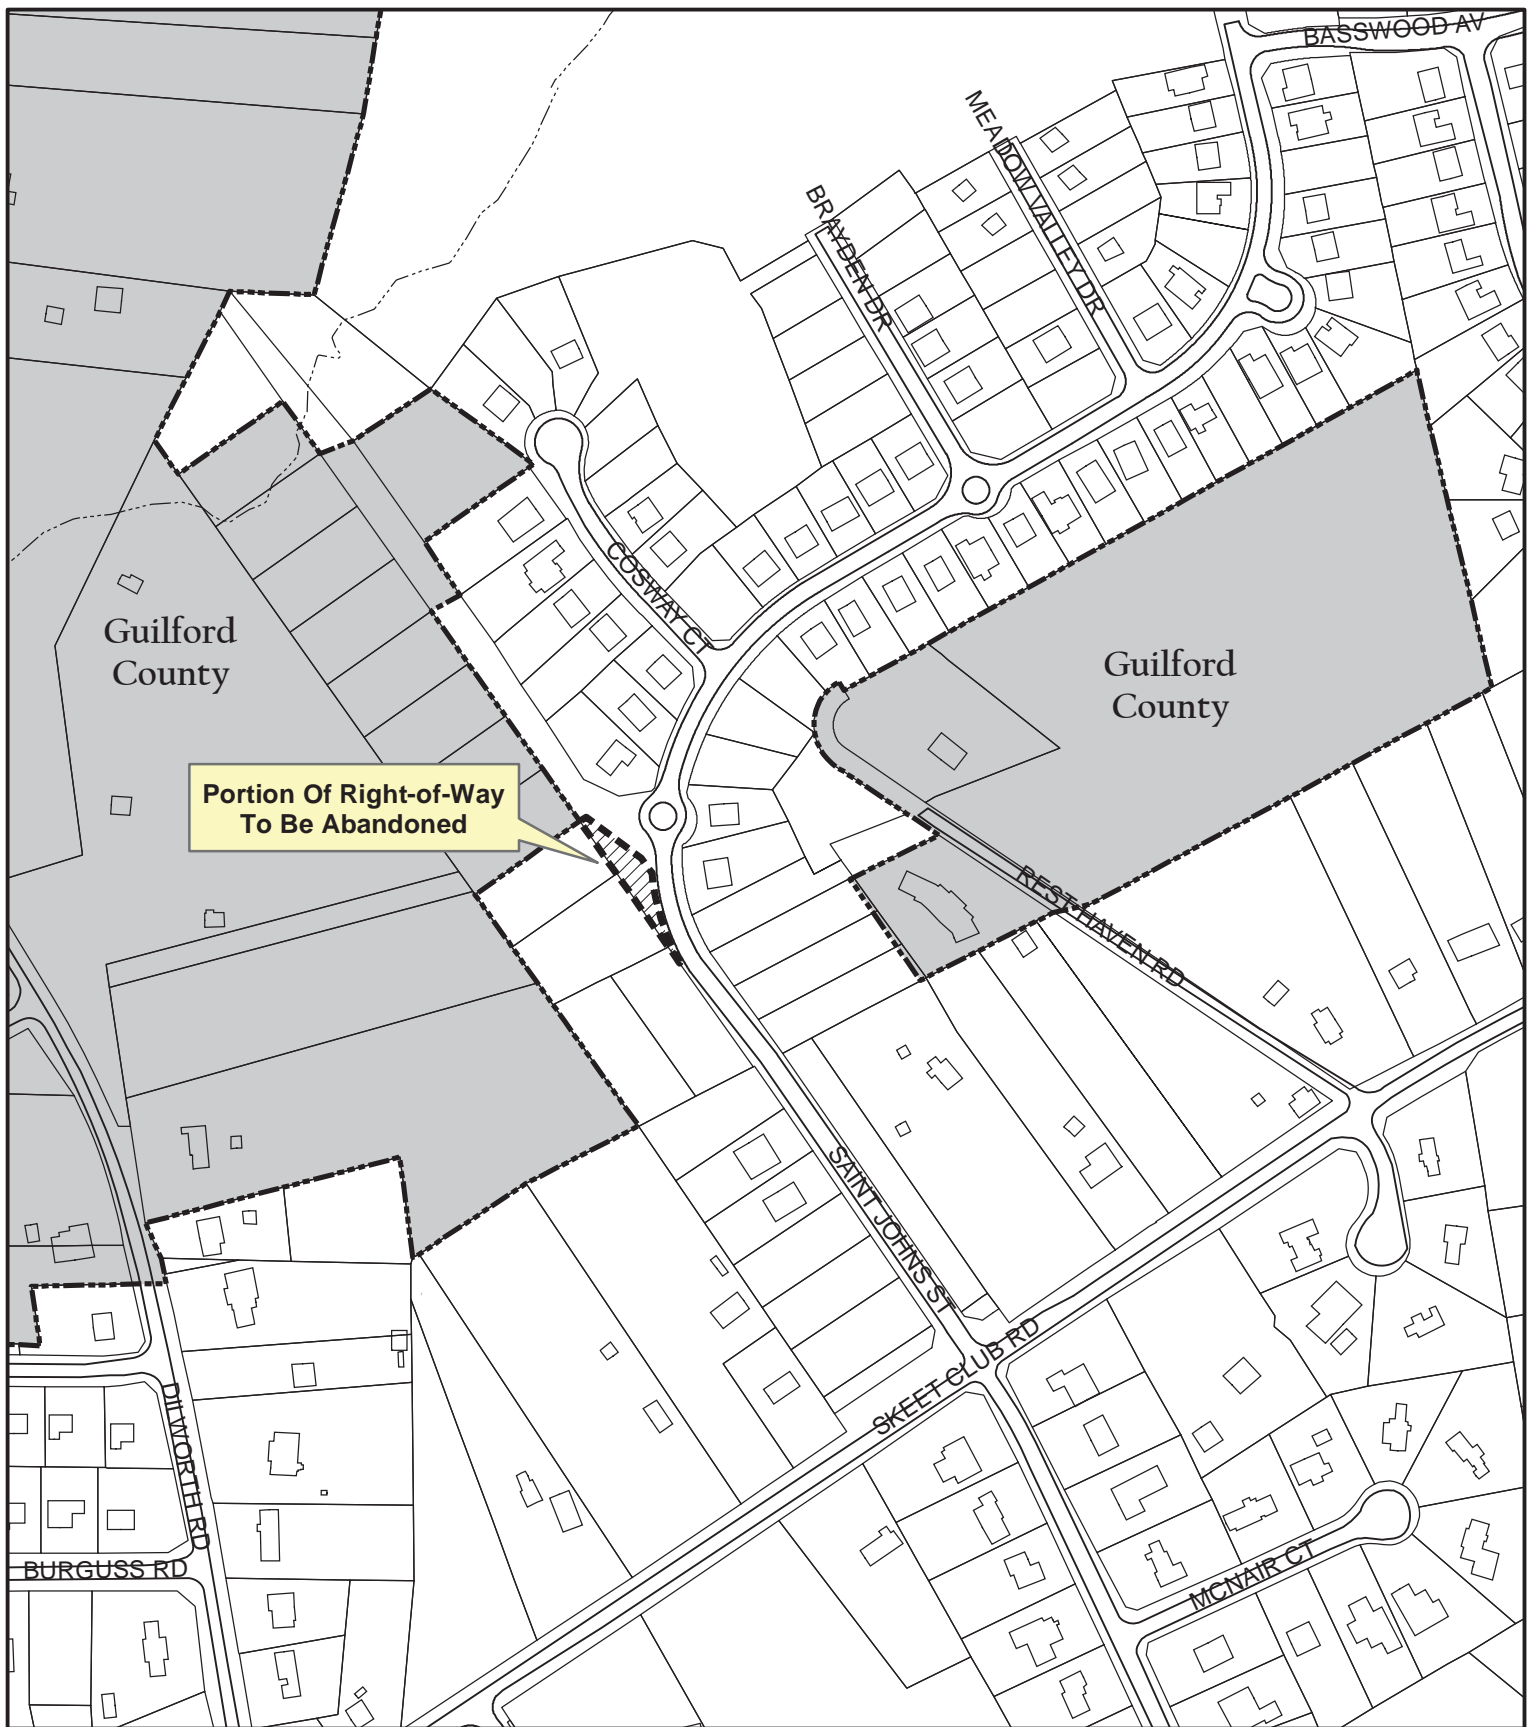 BASSWOOD AV
MEADOW VALLEY DR
BRAYDEN DR
COSWAY CT
Guilford
County
Guilford
County
Portion Of Right-of-Way
To Be Abandoned
REST HAVEN RD
SAINT JOHNS ST
SKEET CLUB RD
DILWORTH RD
BURGUSS RD
MCNAIR CT